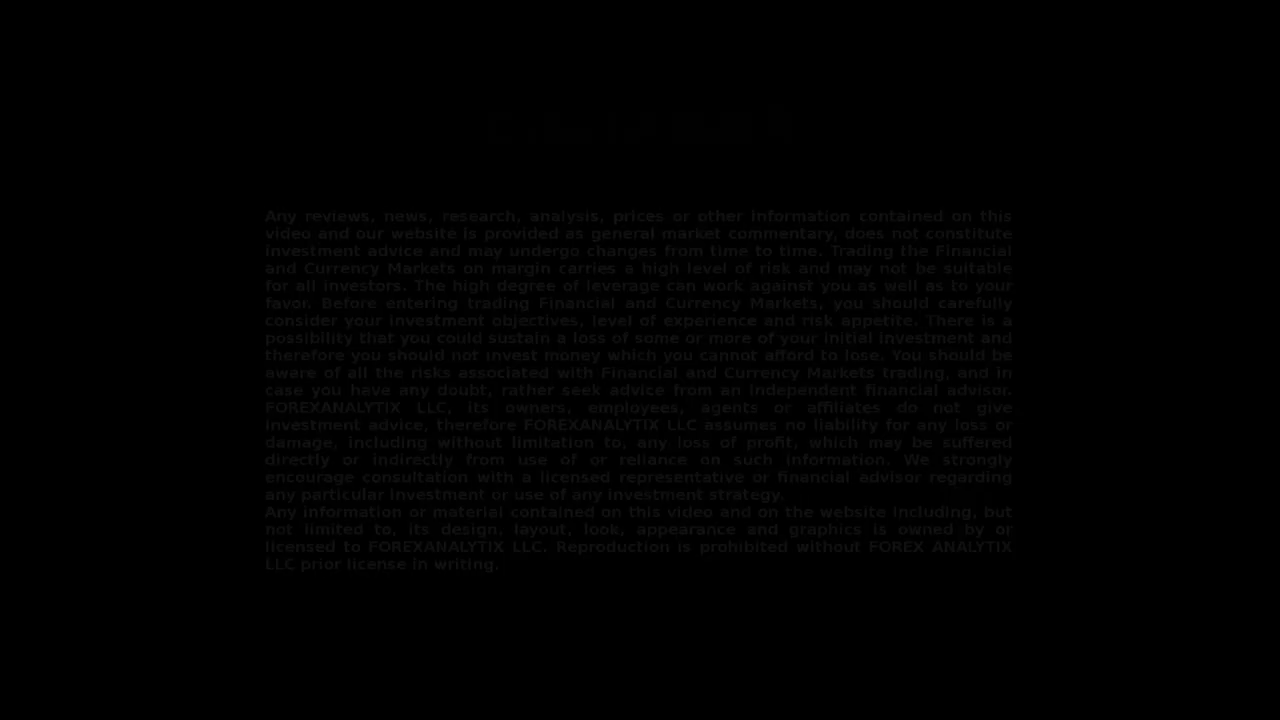 Any reviews, news, research, analysis, prices or other information contained on this
video and our website is provided as general market commentary, does not constitute
investment advice and may undergo changes from time to time. Trading the Financial
and Currency Markets on margin carries a high level of risk and may not be suitable
for all investors. The high degree of leverage can work against you as well as to your
favor. Before entering trading Financial and Currency Markets, you should carefully
consider your investment objectives, level of experience and risk appetite. There is a
possibility that you could sustain a loss of some or more of your initial investment and
therefore you should not invest money which you cannot afford to lose. You should be
aware of all the risks associated with Financial and Currency Markets trading, and in
case you have any doubt, rather seek advice from an independent financial advisor.
FOREXANALYTIX LLC, its owners, employees, agents or affiliates do not give
investment advice, therefore FOREXANALYTIX LLC assumes no liability for any loss or
damage, including without limitation to, any loss of profit, which may be suffered
directly or indirectly from use of or reliance on such information. We strongly
encourage consultation with a licensed representative or financial advisor regarding
any particular investment or use of any investment strategy.
Any information or material contained on this video and on the website including, but
not limited to, its design, layout, look, appearance and graphics is owned by or
licensed to FOREXANALYTIX LLC. Reproduction is prohibited without FOREX ANALYTIX
LLC prior license in writing.